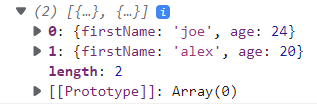 ▼ (2) [{…}, {…}] i
▶ 0: {firstName: 'joe', age: 24}
▶ 1: {firstName: 'alex', age: 20}
length: 2
▶ [[Prototype]]: Array(0)